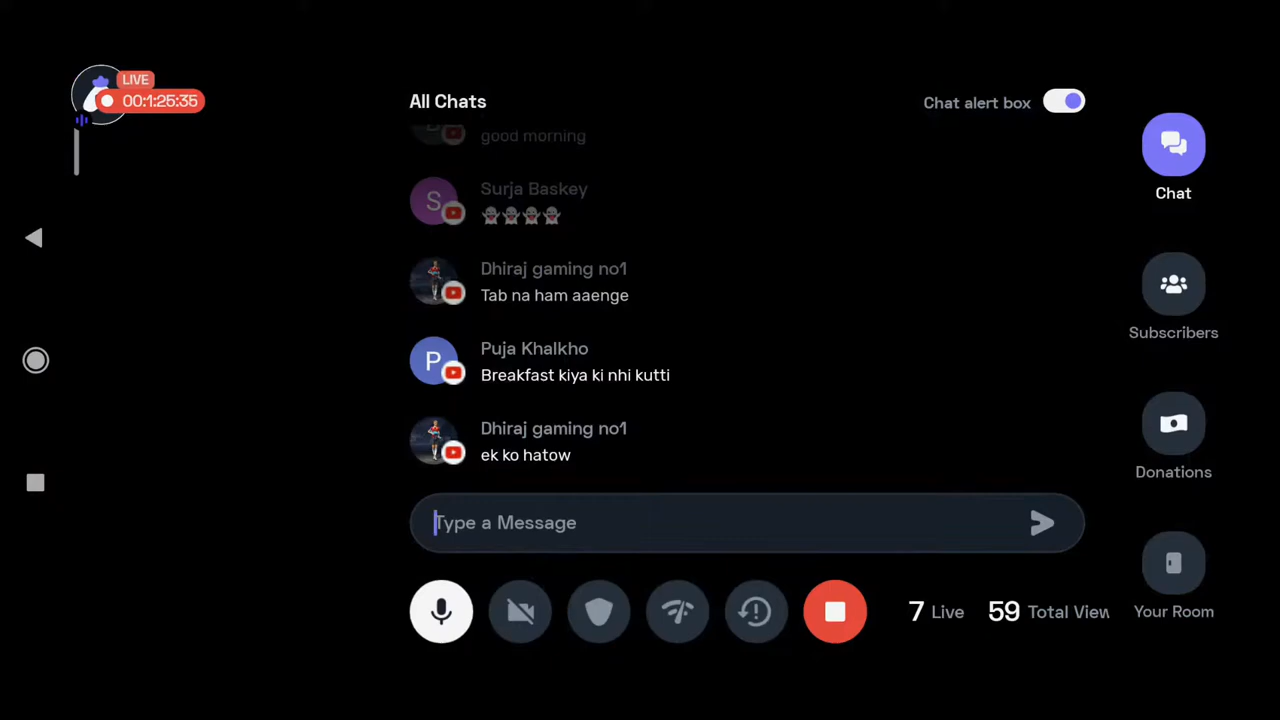 LIVE
00:1:25:35
All Chats
Chat alert box
good morning
Chat
S
Surja Baskey
👻👻👻👻
Dhiraj gaming no1
Tab na ham aaenge
Subscribers
P
Puja Khalkho
Breakfast kiya ki nhi kutti
Dhiraj gaming no1
ek ko hatow
Donations
Type a Message
7 Live
59 Total View
Your Room